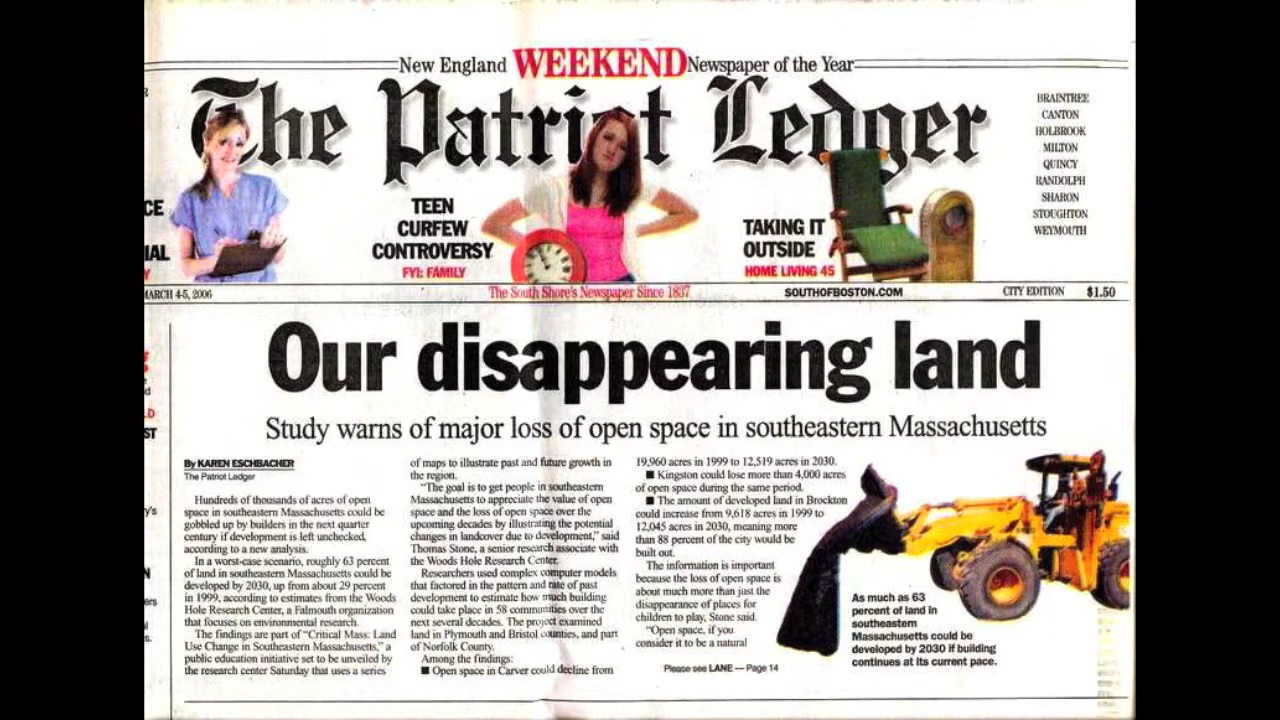 New England WEEKEND Newspaper of the Year
The Patriot Ledger
BRAINTREE
CANTON
HOLBROOK
MILTON
QUINCY
RANDOLPH
SHARON
STOUGHTON
WEYMOUTH
CE
IAL
TEEN
CURFEW
CONTROVERSY
FYI: FAMILY
TAKING IT
OUTSIDE
HOME LIVING 45
MARCH 4-5, 2006
The South Shore's Newspaper Since 1837
SOUTHOFBOSTON.COM
CITY EDITION $1.50
Our disappearing land
Study warns of major loss of open space in southeastern Massachusetts
By KAREN ESCHBACHER
The Patriot Ledger
Hundreds of thousands of acres of open
space in southeastern Massachusetts could be
gobbled up by builders in the next quarter
century if development is left unchecked,
according to a new analysis.
In a worst-case scenario, roughly 63 percent
of land in southeastern Massachusetts could be
developed by 2030, up from about 29 percent
in 1999, according to estimates from the Woods
Hole Research Center, a Falmouth organization
that focuses on environmental research.
The findings are part of "Critical Mass: Land
Use Change in Southeastern Massachusetts," a
public education initiative set to be unveiled by
the research center Saturday that uses a series
of maps to illustrate past and future growth in
the region.
"The goal is to get people in southeastern
Massachusetts to appreciate the value of open
space and the loss of open space over the
upcoming decades by illustrating the potential
changes in landcover due to development," said
Thomas Stone, a senior research associate with
the Woods Hole Research Center.
Researchers used complex computer models
that factored in the pattern and rate of past
development to estimate how much building
could take place in 58 communities over the
next several decades. The project examined
land in Plymouth and Bristol counties, and part
of Norfolk County.
Among the findings:
■ Open space in Carver could decline from
19,960 acres in 1999 to 12,519 acres in 2030.
■ Kingston could lose more than 4,000 acres
of open space during the same period.
■ The amount of developed land in Brockton
could increase from 9,618 acres in 1999 to
12,045 acres in 2030, meaning more
than 88 percent of the city would be
built out.
The information is important
because the loss of open space is
about much more than just the
disappearance of places for
children to play, Stone said.
"Open space, if you
consider it to be a natural
Please see LANE — Page 14
As much as 63
percent of land in
southeastern
Massachusetts could be
developed by 2030 if building
continues at its current pace.